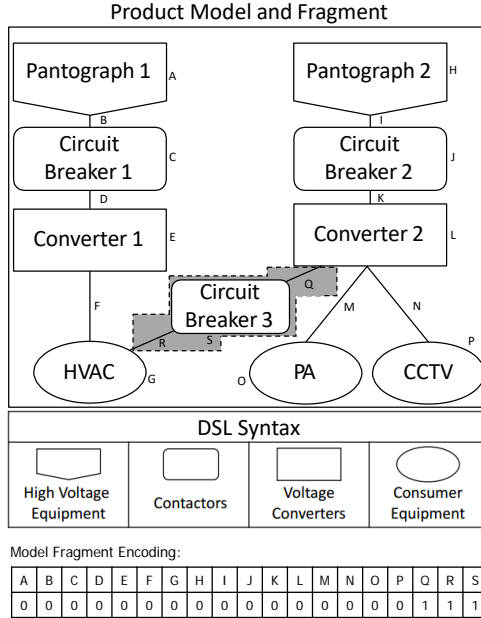 Product Model and Fragment
Pantograph 1
A
Pantograph 2
H
B
I
Circuit
Breaker 1
C
Circuit
Breaker 2
J
D
K
Converter 1
E
Converter 2
L
F
Circuit
Breaker 3
Q
M
N
R
S
HVAC
G
O
PA
CCTV
P
DSL Syntax
High Voltage
Equipment
Contactors
Voltage
Converters
Consumer
Equipment
Model Fragment Encoding:
A B C D E F G H I J K L M N O P Q R S
0 0 0 0 0 0 0 0 0 0 0 0 0 0 0 0 1 1 1